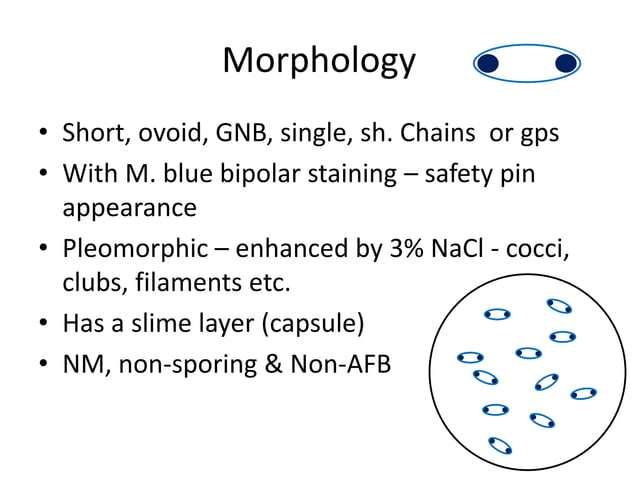 Morphology
• Short, ovoid, GNB, single, sh. Chains or gps
• With M. blue bipolar staining – safety pin
appearance
• Pleomorphic – enhanced by 3% NaCl - cocci,
clubs, filaments etc.
• Has a slime layer (capsule)
• NM, non-sporing & Non-AFB